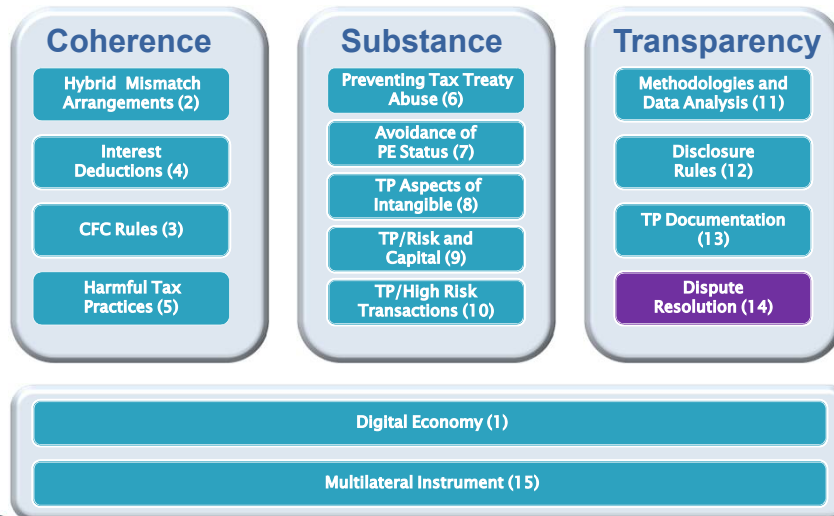 Coherence
Hybrid Mismatch
Arrangements (2)
Interest
Deductions (4)
CFC Rules (3)
Harmful Tax
Practices (5)
Substance
Preventing Tax Treaty
Abuse (6)
Avoidance of
PE Status (7)
TP Aspects of
Intangible (8)
TP/Risk and
Capital (9)
TP/High Risk
Transactions (10)
Transparency
Methodologies and
Data Analysis (11)
Disclosure
Rules (12)
TP Documentation
(13)
Dispute
Resolution (14)
Digital Economy (1)
Multilateral Instrument (15)